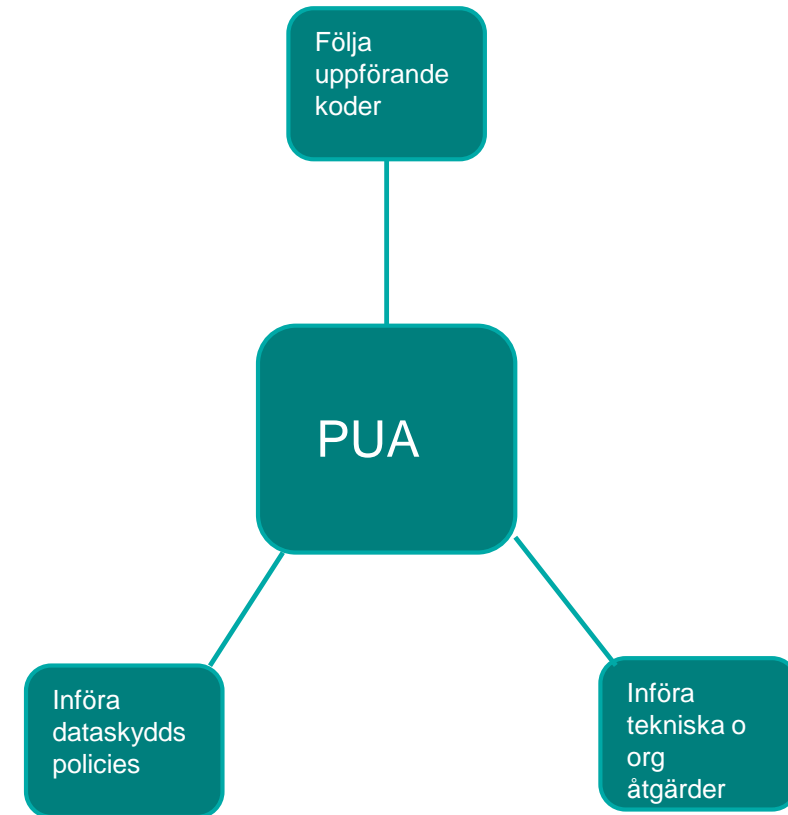 Följa
uppförande
koder
PUA
Införa
dataskydds
policies
Införa
tekniska o
org
åtgärder